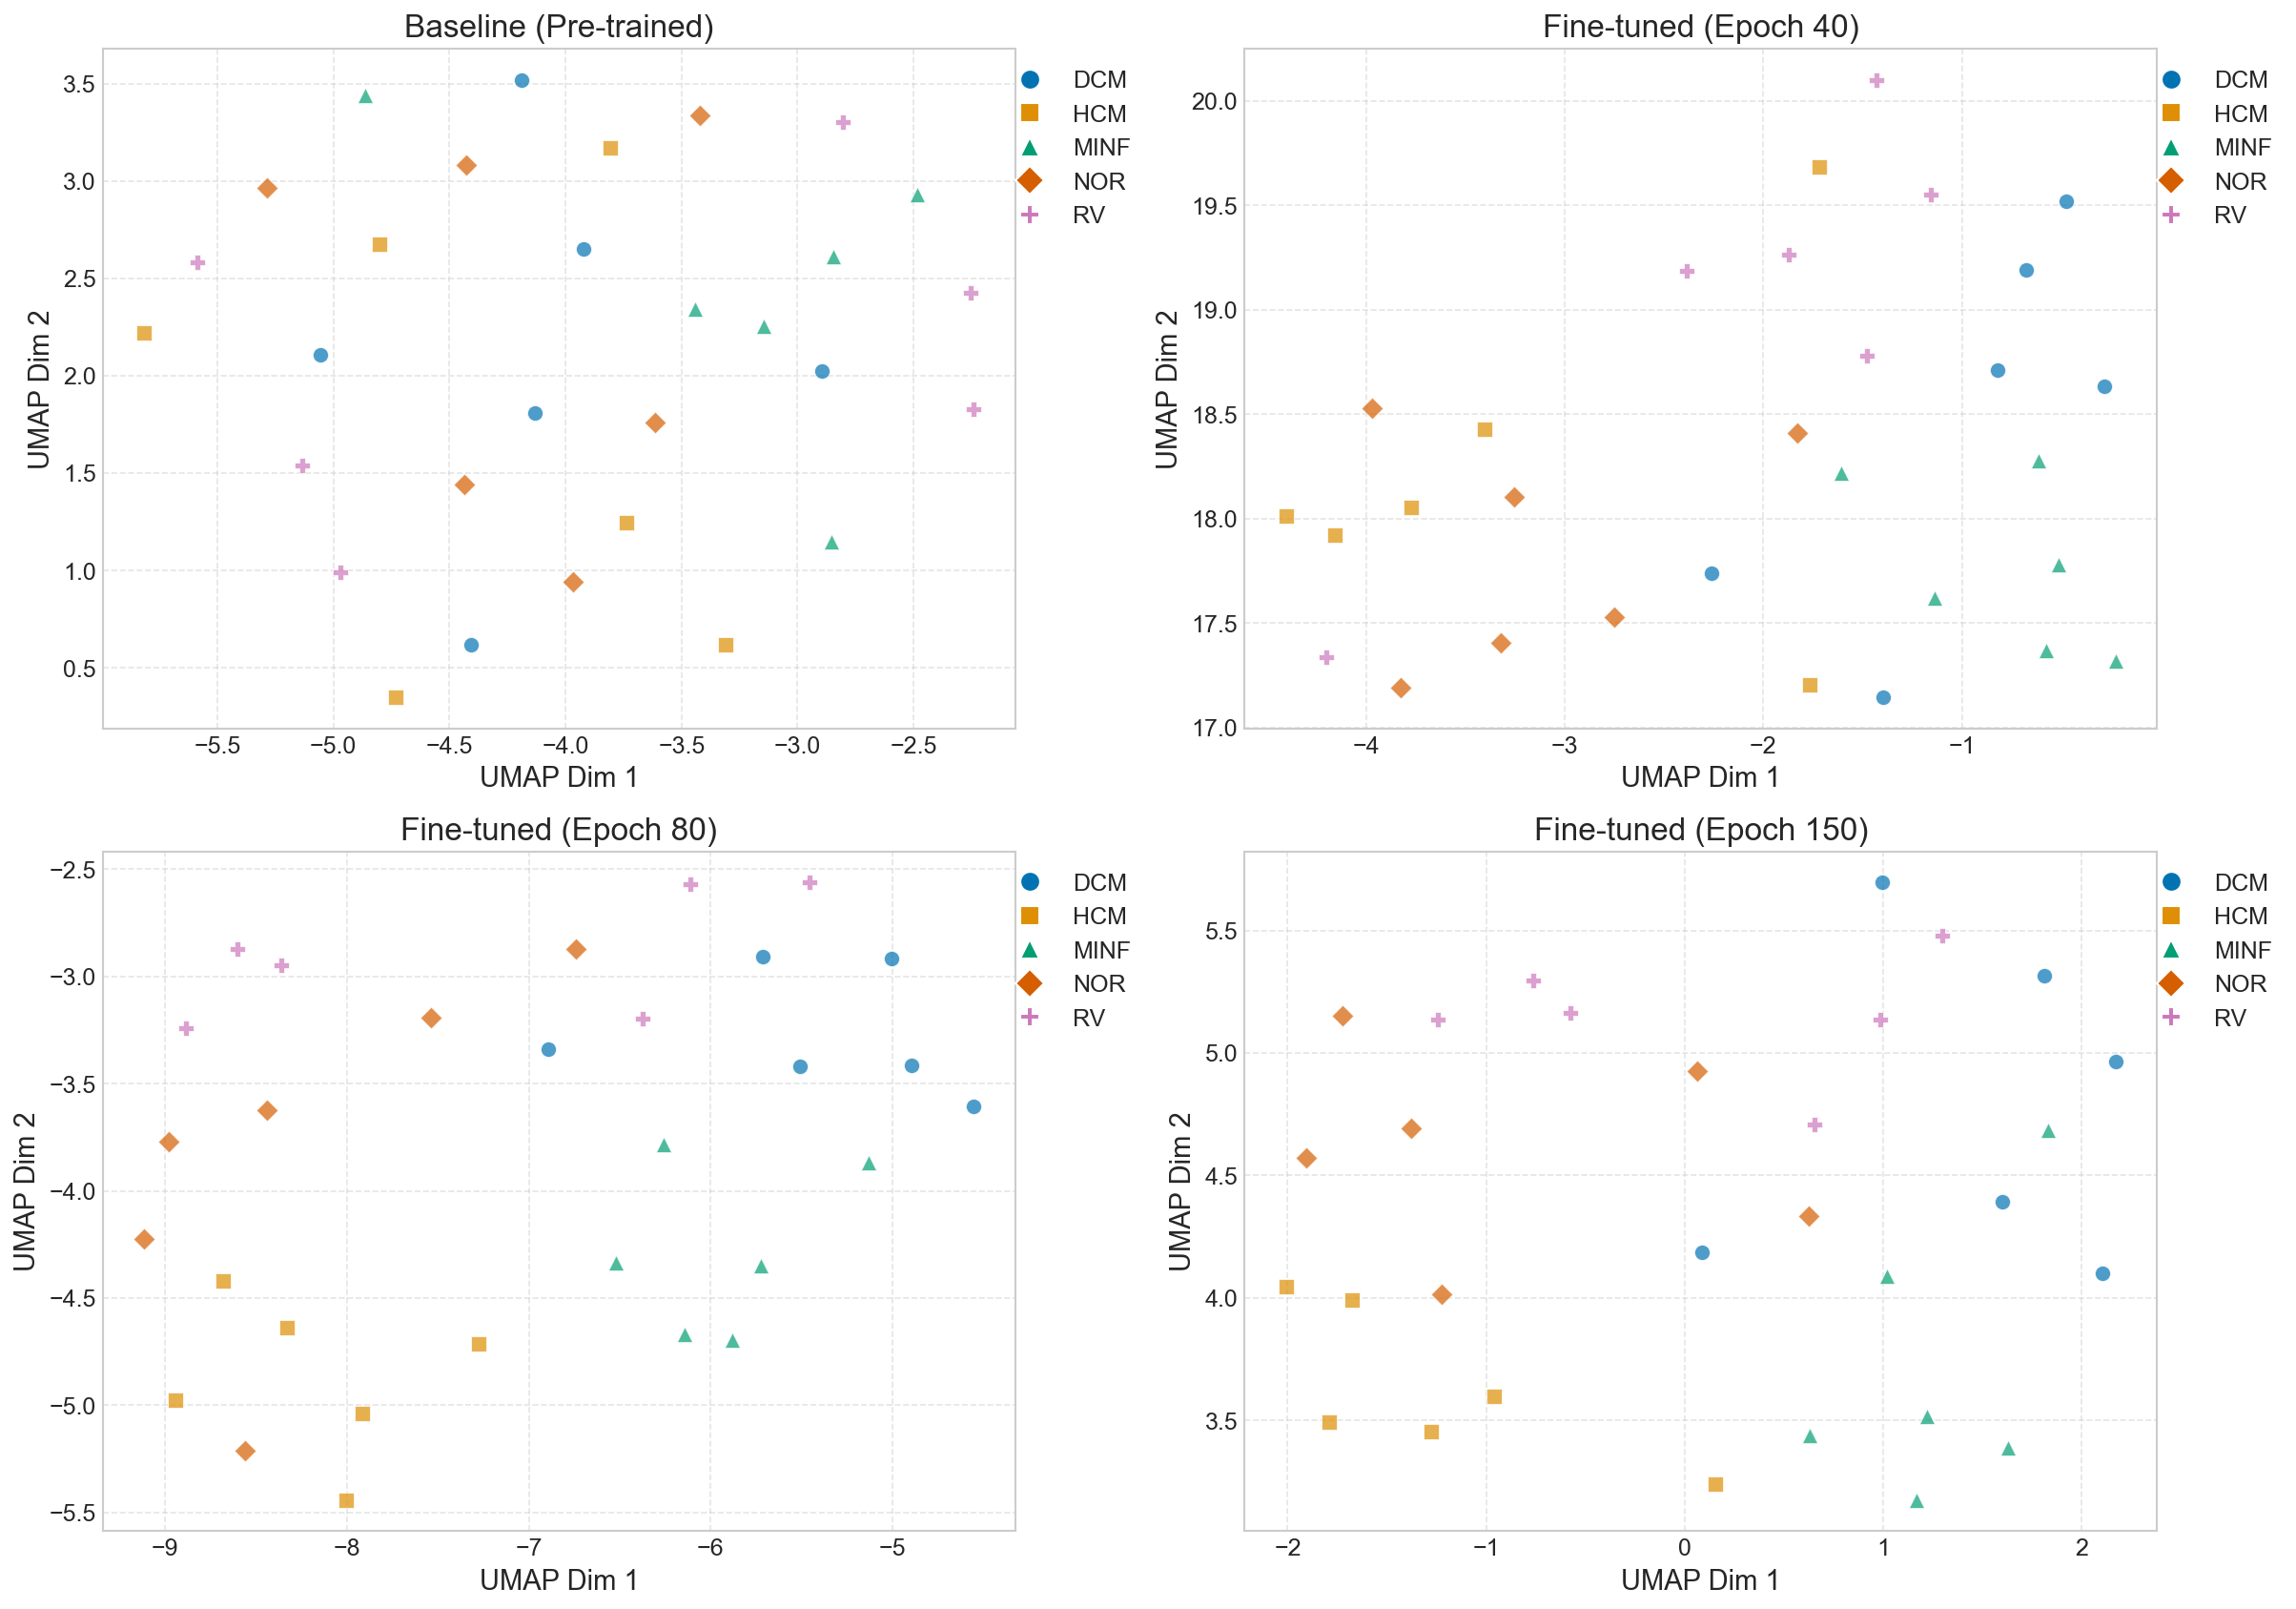 Baseline (Pre-trained)
3.5
3.0
2.5
2.0
1.5
1.0
0.5
UMAP Dim 2
−5.5 −5.0 −4.5 −4.0 −3.5 −3.0 −2.5
UMAP Dim 1
DCM
HCM
MINF
NOR
RV
Fine-tuned (Epoch 40)
20.0
19.5
19.0
18.5
18.0
17.5
17.0
UMAP Dim 2
−4 −3 −2 −1
UMAP Dim 1
DCM
HCM
MINF
NOR
RV
Fine-tuned (Epoch 80)
−2.5
−3.0
−3.5
−4.0
−4.5
−5.0
−5.5
UMAP Dim 2
−9 −8 −7 −6 −5
UMAP Dim 1
DCM
HCM
MINF
NOR
RV
Fine-tuned (Epoch 150)
5.5
5.0
4.5
4.0
3.5
UMAP Dim 2
−2 −1 0 1 2
UMAP Dim 1
DCM
HCM
MINF
NOR
RV